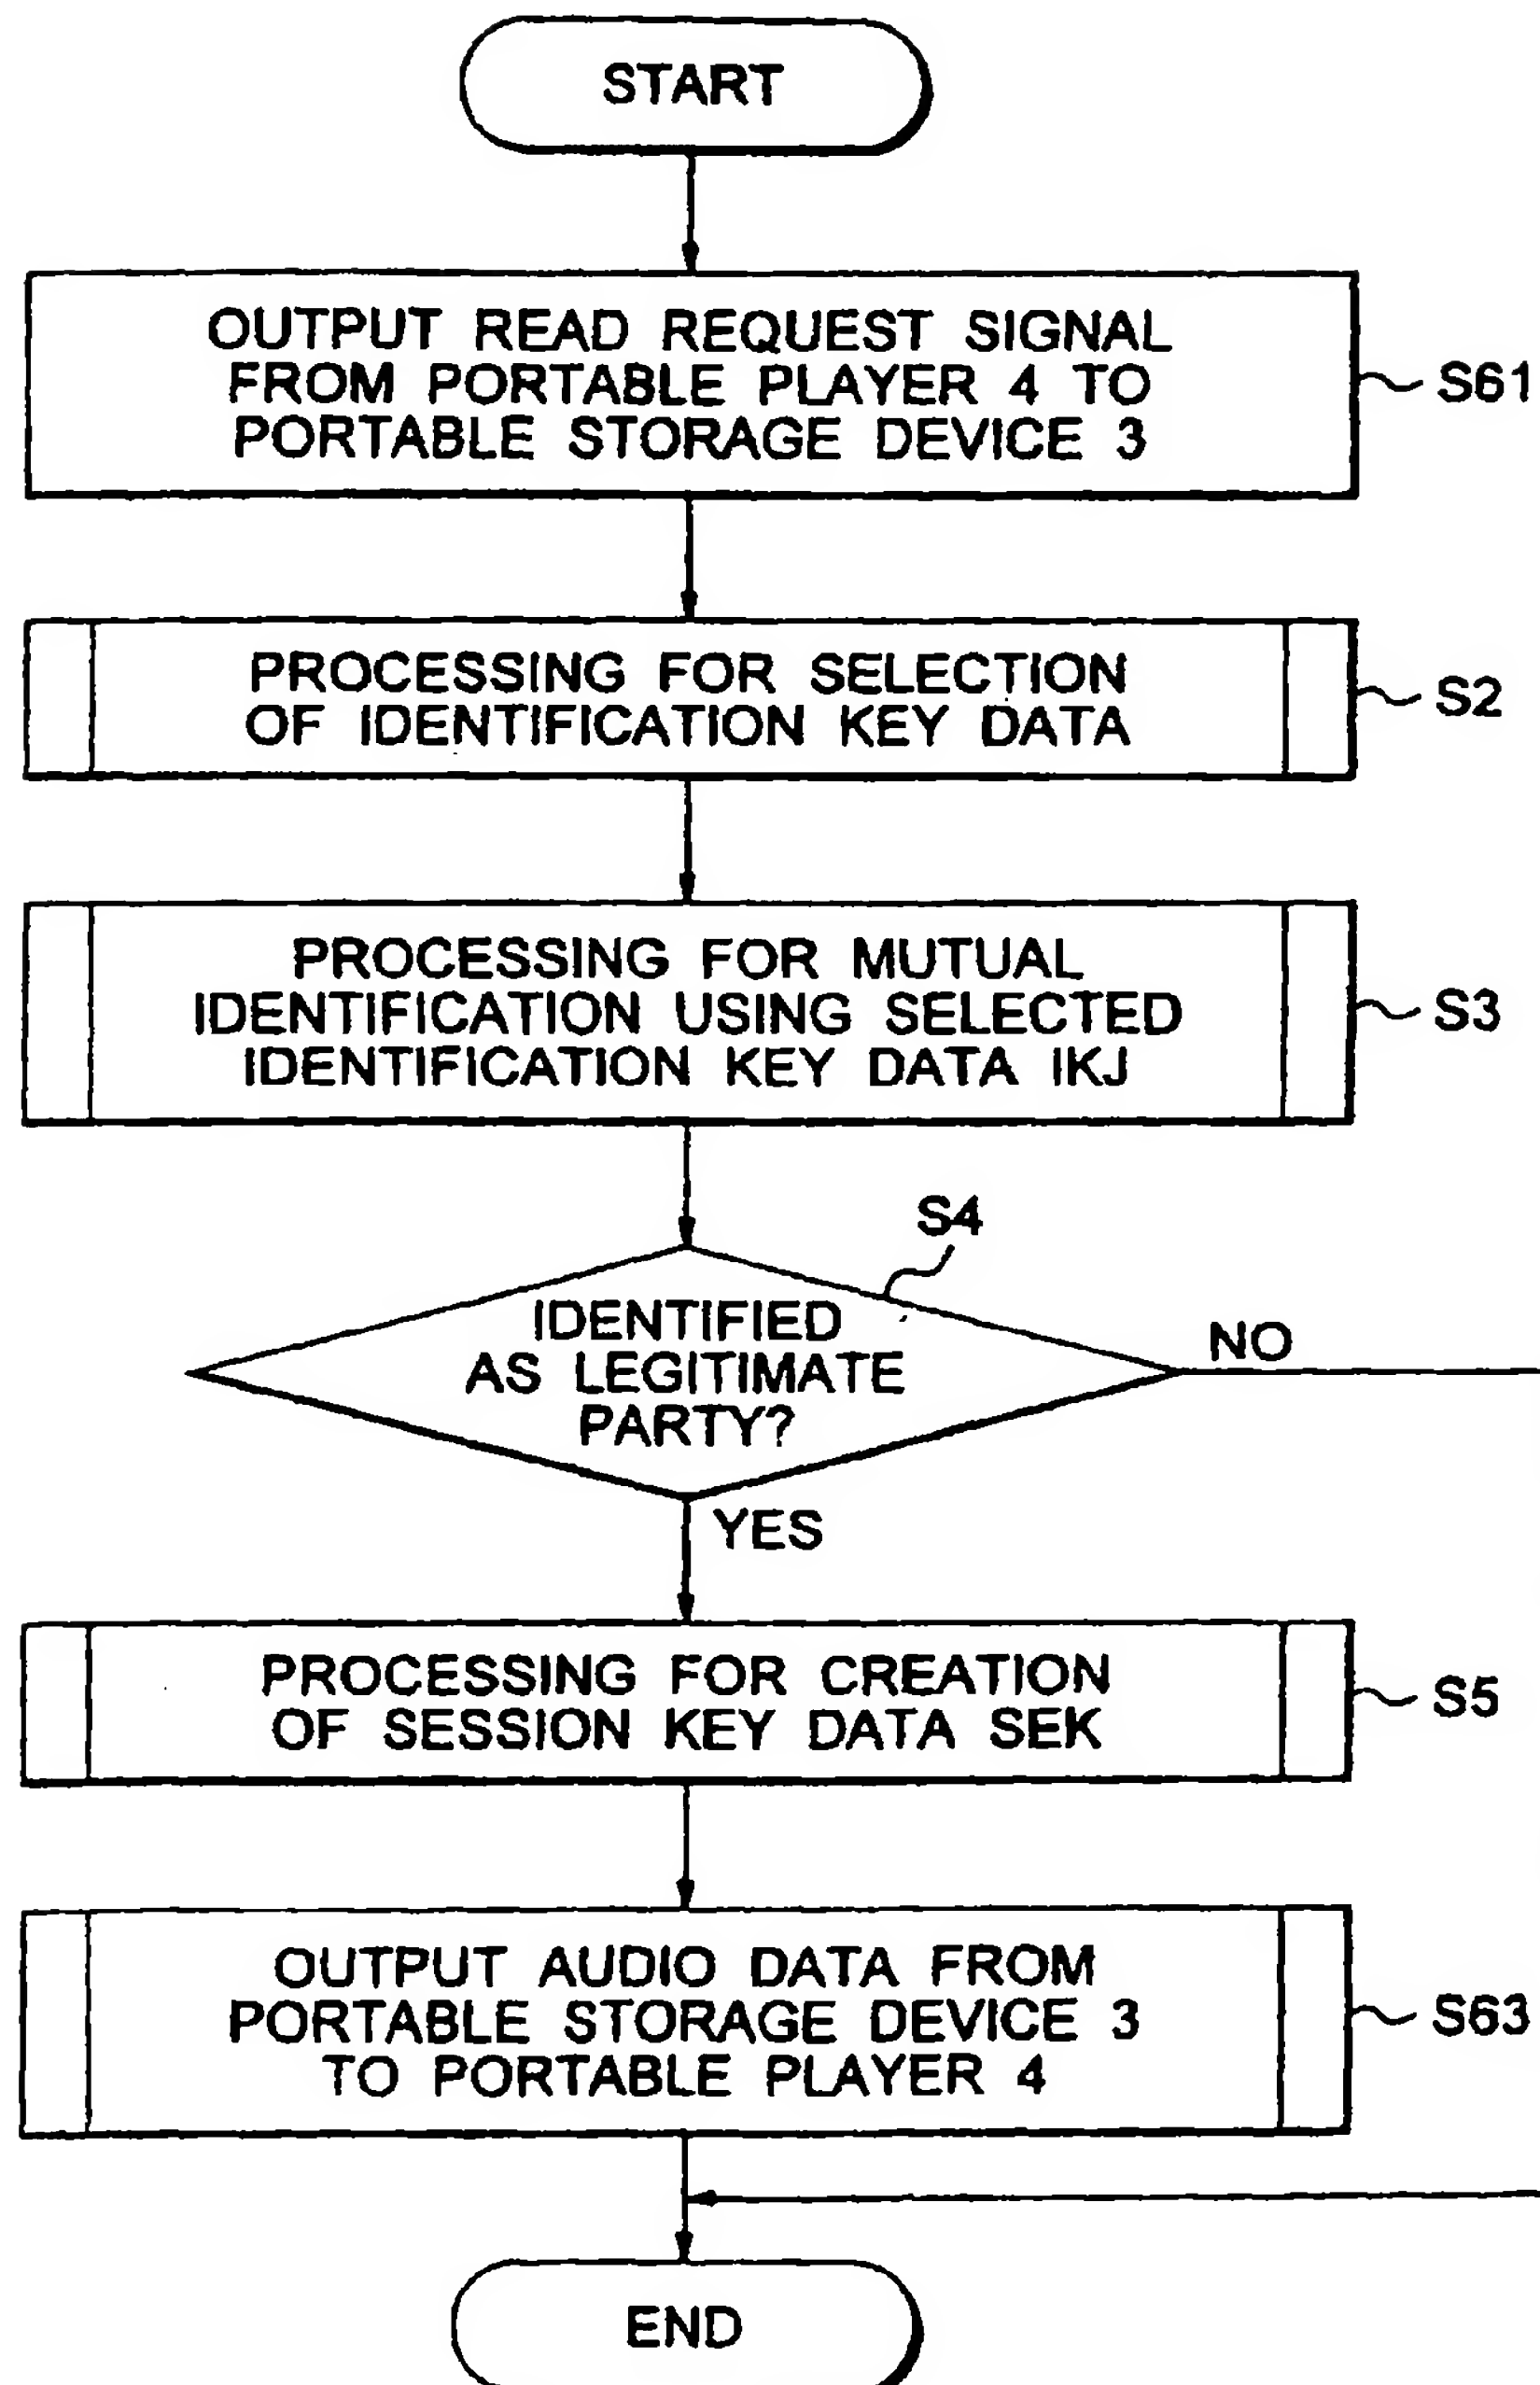 START
OUTPUT READ REQUEST SIGNAL
FROM PORTABLE PLAYER 4 TO
PORTABLE STORAGE DEVICE 3
S61
PROCESSING FOR SELECTION
OF IDENTIFICATION KEY DATA
S2
PROCESSING FOR MUTUAL
IDENTIFICATION USING SELECTED
IDENTIFICATION KEY DATA IKJ
S3
S4
IDENTIFIED
AS LEGITIMATE
PARTY?
NO
YES
PROCESSING FOR CREATION
OF SESSION KEY DATA SEK
S5
OUTPUT AUDIO DATA FROM
PORTABLE STORAGE DEVICE 3
TO PORTABLE PLAYER 4
S63
END